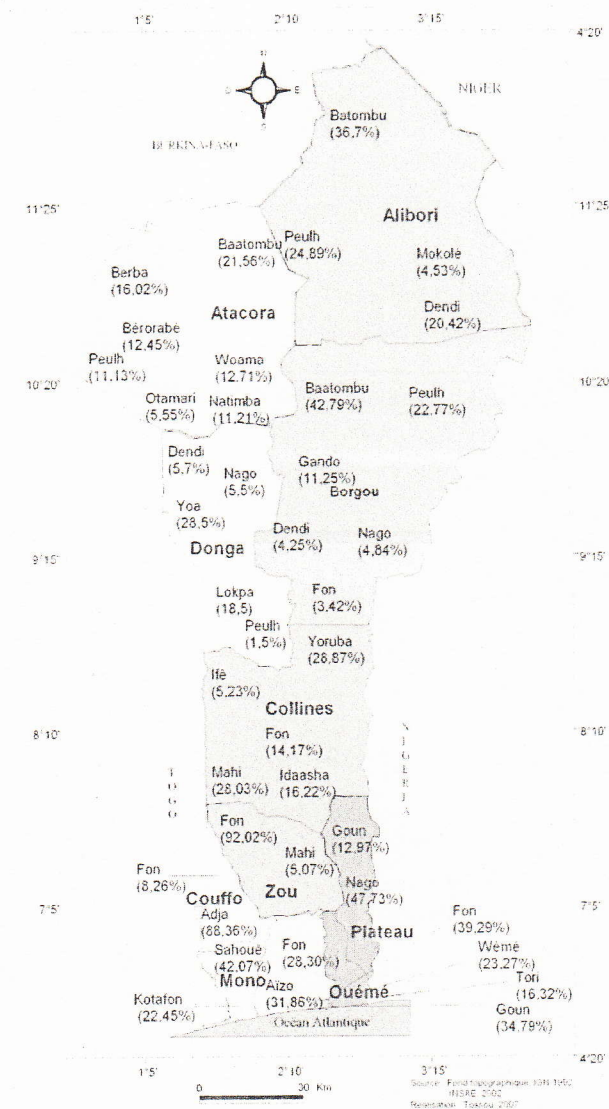 1°5' 2°10' 3°15'
4°20'
NIGER
BURKINA-FASO
Batombu
(36,7%)
11°25' 11°25'
Alibori
Baatombu
(21,56%)
Peulh
(24,89%)
Mokolé
(4,53%)
Berba
(16,02%)
Atacora
Dendi
(20,42%)
Bérorabé
(12,45%)
Peulh
(11,13%)
Woama
(12,71%)
10°20' 10°20'
Baatombu
(42,79%)
Peulh
(22,77%)
Otamari
(5,55%)
Natimba
(11,21%)
Dendi
(5,7%)
Nago
(5,5%)
Gando
(11,25%)
Borgou
Yoa
(28,5%)
Dendi
(4,25%)
Nago
(4,84%)
Donga
9°15' 9°15'
Lokpa
(18,5)
Fon
(3,42%)
Peulh
(1,5%)
Yoruba
(28,87%)
Ifè
(5,23%)
Collines
8°10' 8°10'
Fon
(14,17%)
NIGERIA
TOGO
Mahi
(28,03%)
Idaasha
(16,22%)
Fon
(92,02%)
Goun
(12,97%)
Mahi
(5,07%)
Fon
(8,26%)
Zou
Nago
(47,73%)
Couffo
7°5' 7°5'
Adja
(88,36%)
Plateau
Fon
(39,29%)
Sahouè
(42,07%)
Fon
(28,30%)
Wémè
(23,27%)
Mono
Aïzo
(31,86%)
Ouémé
Tori
(16,32%)
Kotafon
(22,45%)
Goun
(34,79%)
Océan Atlantique
4°20'
1°5' 2°10' 3°15'
0 30 Km
Source : Fond topographique, IGN 1992
INSAE, 2002
Réalisation : Tossou, 2007